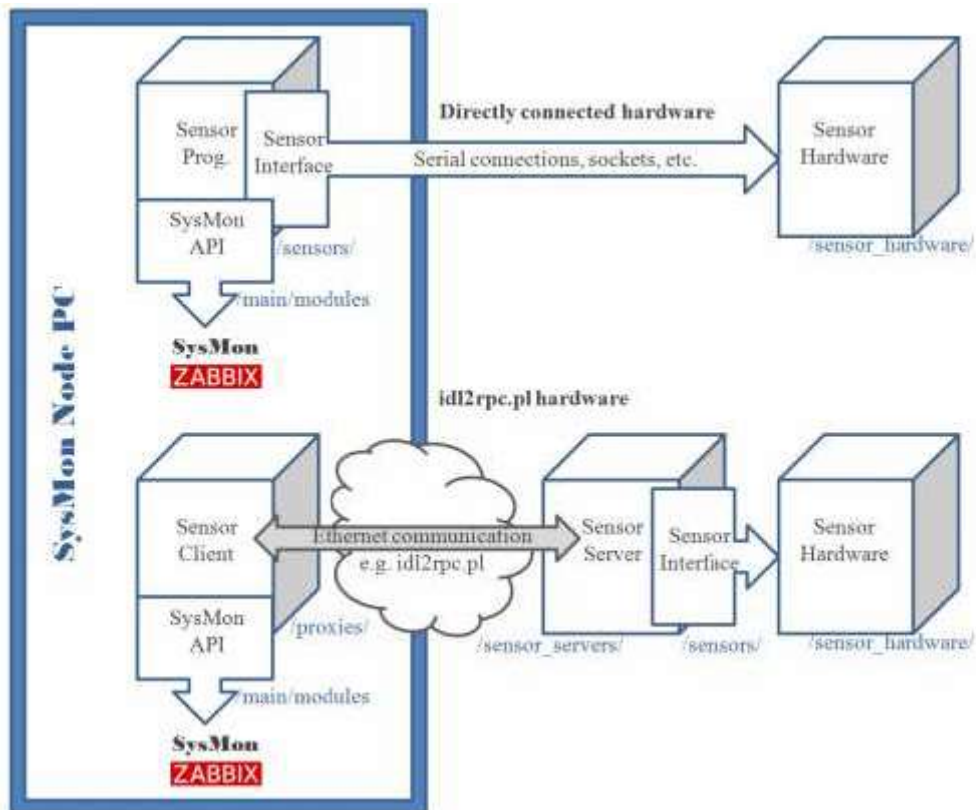 SysMon Node PC
Sensor
Prog.
Sensor
Interface
SysMon
API
/sensors/
/main/modules
SysMon
ZABBIX
Directly connected hardware
Serial connections, sockets, etc.
Sensor
Hardware
/sensor_hardware/
idl2rpc.pl hardware
Sensor
Client
SysMon
API
/proxies/
/main/modules
SysMon
ZABBIX
Ethernet communication
e.g. idl2rpc.pl
Sensor
Server
Sensor
Interface
/sensor_servers/
/sensors/
Sensor
Hardware
/sensor_hardware/